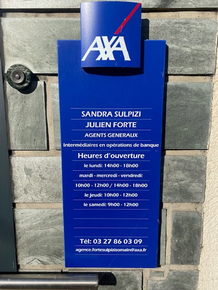 AXA
SANDRA SULPIZI
JULIEN FORTE
AGENTS GENERAUX
Intermédiaires en opérations de banque
Heures d'ouverture
le lundi: 14h00 - 18h00
mardi - mercredi - vendredi:
10h00 - 12h00 / 14h00 - 18h00
le jeudi: 10h00 - 12h00
le samedi: 9h00 - 12h00
Tél: 03 27 86 03 09